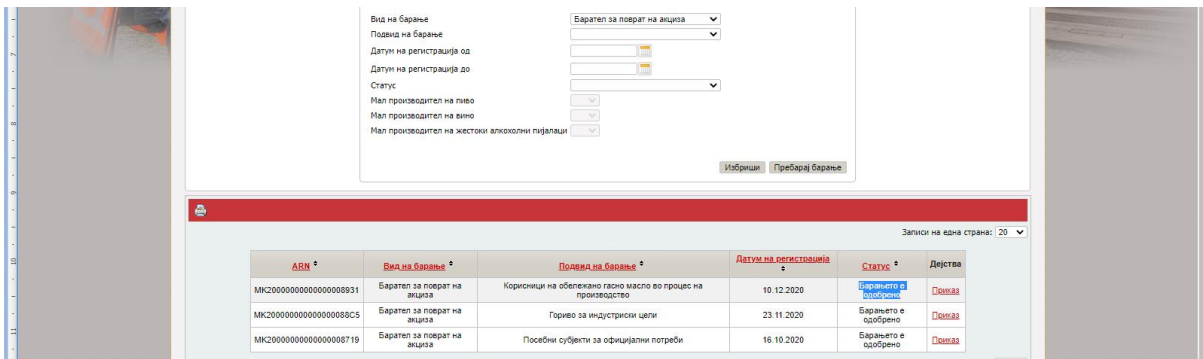 Вид на барање Барател за поврат на акциза
Подвид на барање
Датум на регистрација од
Датум на регистрација до
Статус
Мал производител на пиво
Мал производител на вино
Мал производител на жестоки алкохолни пијалаци
Избриши Пребарај барање
Записи на една страна: 20
ARN Вид на барање Подвид на барање Датум на регистрација Статус Дејства
MK20000000000000008931 Барател за поврат на акциза Корисници на обележано гасно масло во процес на производство 10.12.2020 Барањето е одобрено Приказ
MK200000000000000088C5 Барател за поврат на акциза Гориво за индустриски цели 23.11.2020 Барањето е одобрено Приказ
MK20000000000000008719 Барател за поврат на акциза Посебни субјекти за официјални потреби 16.10.2020 Барањето е одобрено Приказ